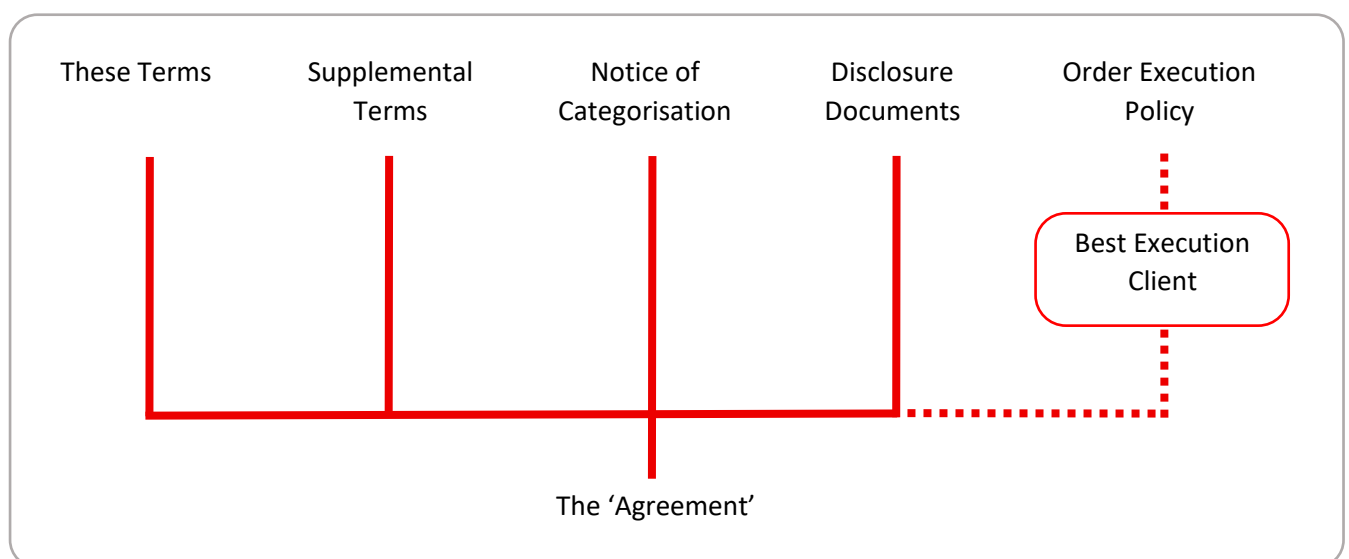 These Terms
Supplemental
Terms
Notice of
Categorisation
Disclosure
Documents
Order Execution
Policy
Best Execution
Client
The ‘Agreement’